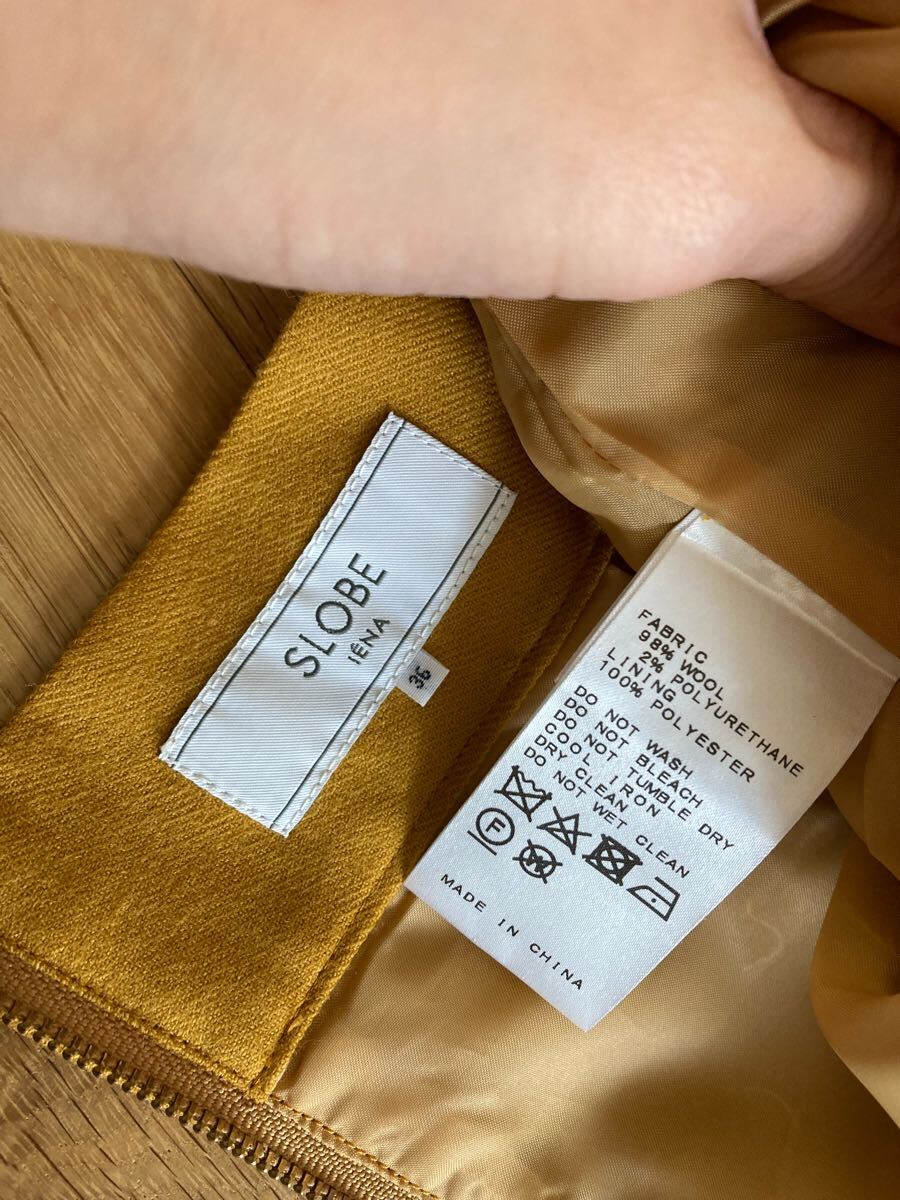 SLOBE
IÉNA
36
FABRIC
98% WOOL
2% POLYURETHANE
LINING
100% POLYESTER
DO NOT WASH
DO NOT BLEACH
DO NOT TUMBLE DRY
COOL IRON
DRY CLEAN
DO NOT WET CLEAN
F
W
MADE IN CHINA